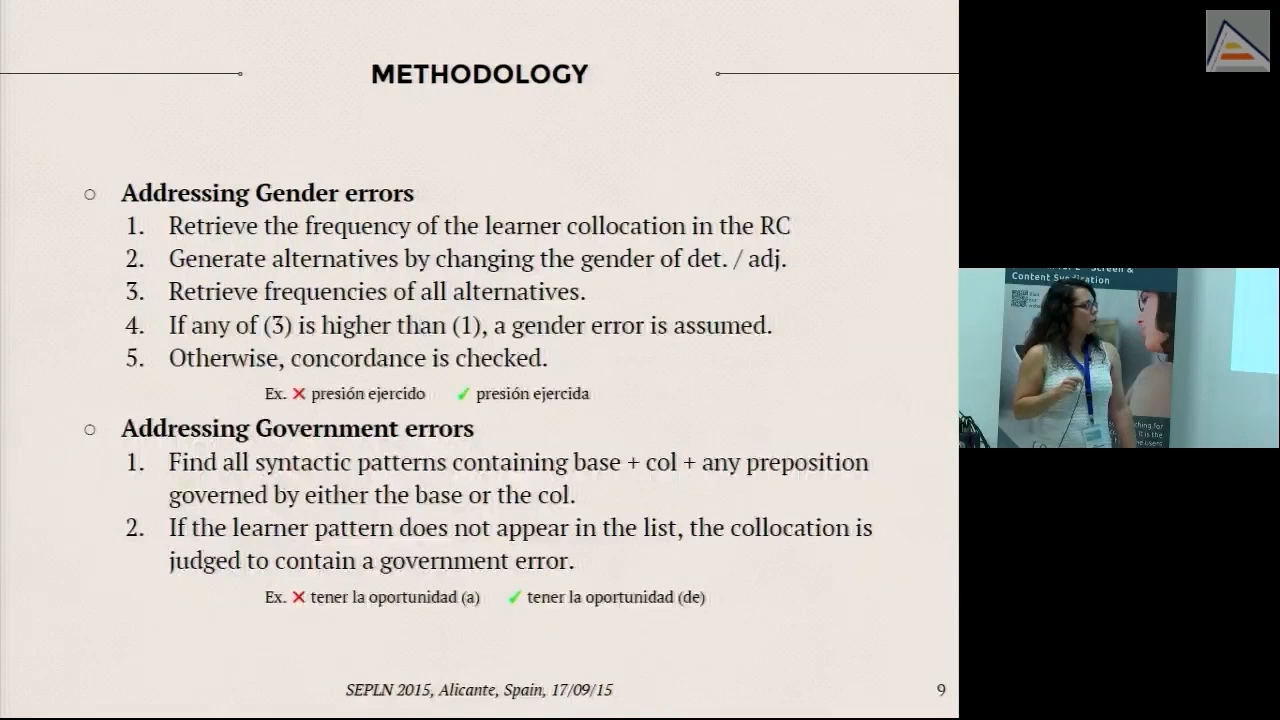 METHODOLOGY
○ Addressing Gender errors
1. Retrieve the frequency of the learner collocation in the RC
2. Generate alternatives by changing the gender of det. / adj.
3. Retrieve frequencies of all alternatives.
4. If any of (3) is higher than (1), a gender error is assumed.
5. Otherwise, concordance is checked.
Ex. ✕ presión ejercido ✓ presión ejercida
○ Addressing Government errors
1. Find all syntactic patterns containing base + col + any preposition
governed by either the base or the col.
2. If the learner pattern does not appear in the list, the collocation is
judged to contain a government error.
Ex. ✕ tener la oportunidad (a) ✓ tener la oportunidad (de)
SEPLN 2015, Alicante, Spain, 17/09/15
9
Screen &
Content Syndication